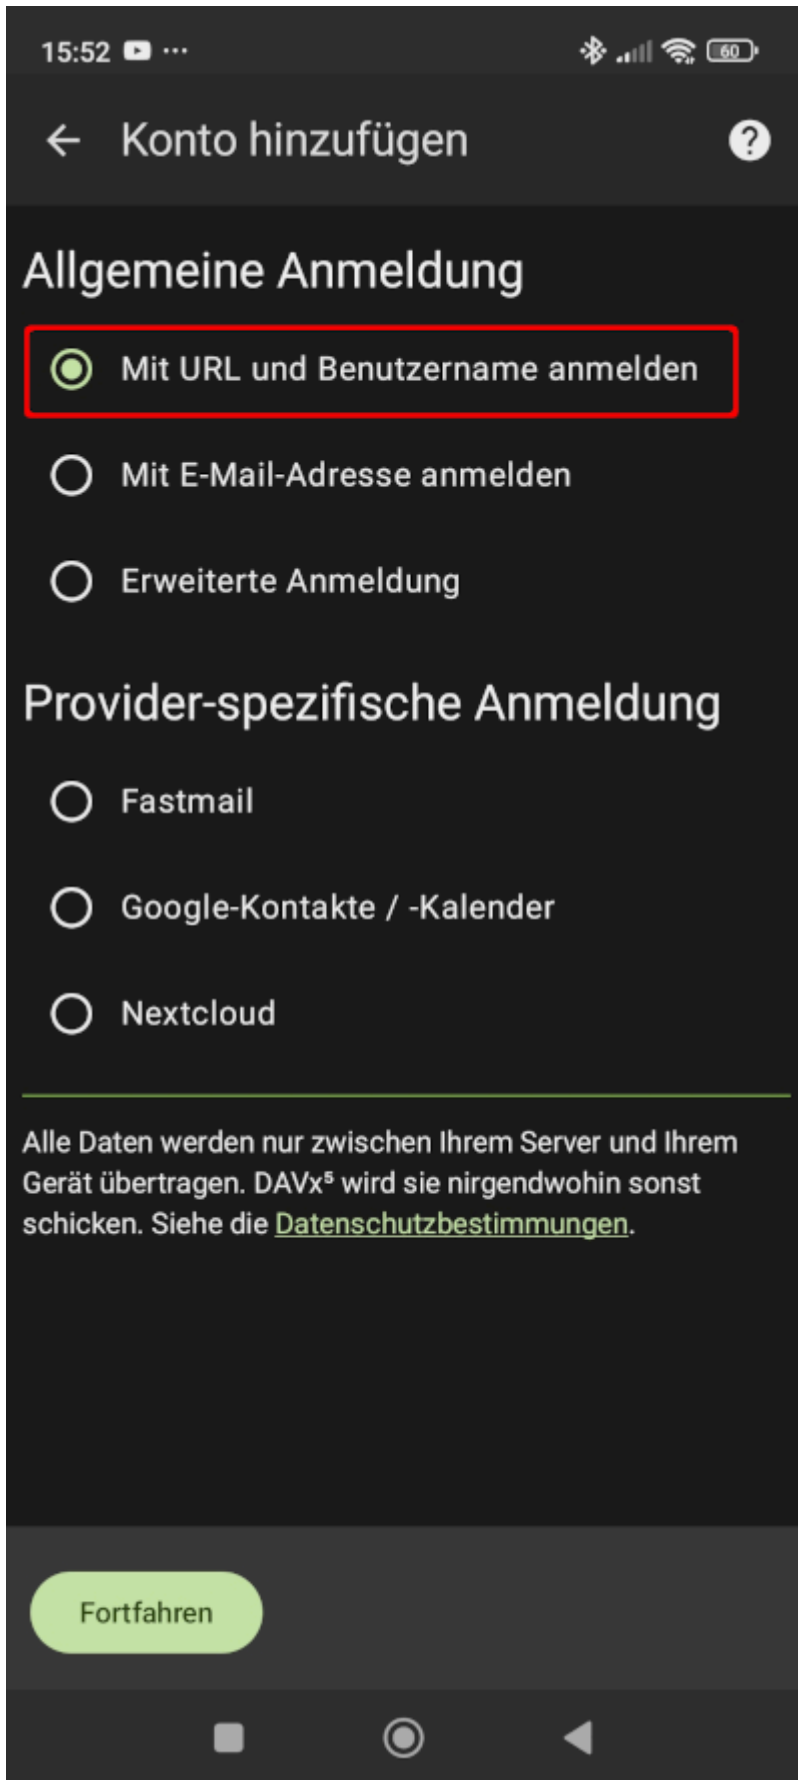 15:52
60
Konto hinzufügen
Allgemeine Anmeldung
Mit URL und Benutzername anmelden
Mit E-Mail-Adresse anmelden
Erweiterte Anmeldung
Provider-spezifische Anmeldung
Fastmail
Google-Kontakte / -Kalender
Nextcloud
Alle Daten werden nur zwischen Ihrem Server und Ihrem
Gerät übertragen. DAVx⁵ wird sie nirgendwohin sonst
schicken. Siehe die Datenschutzbestimmungen.
Fortfahren